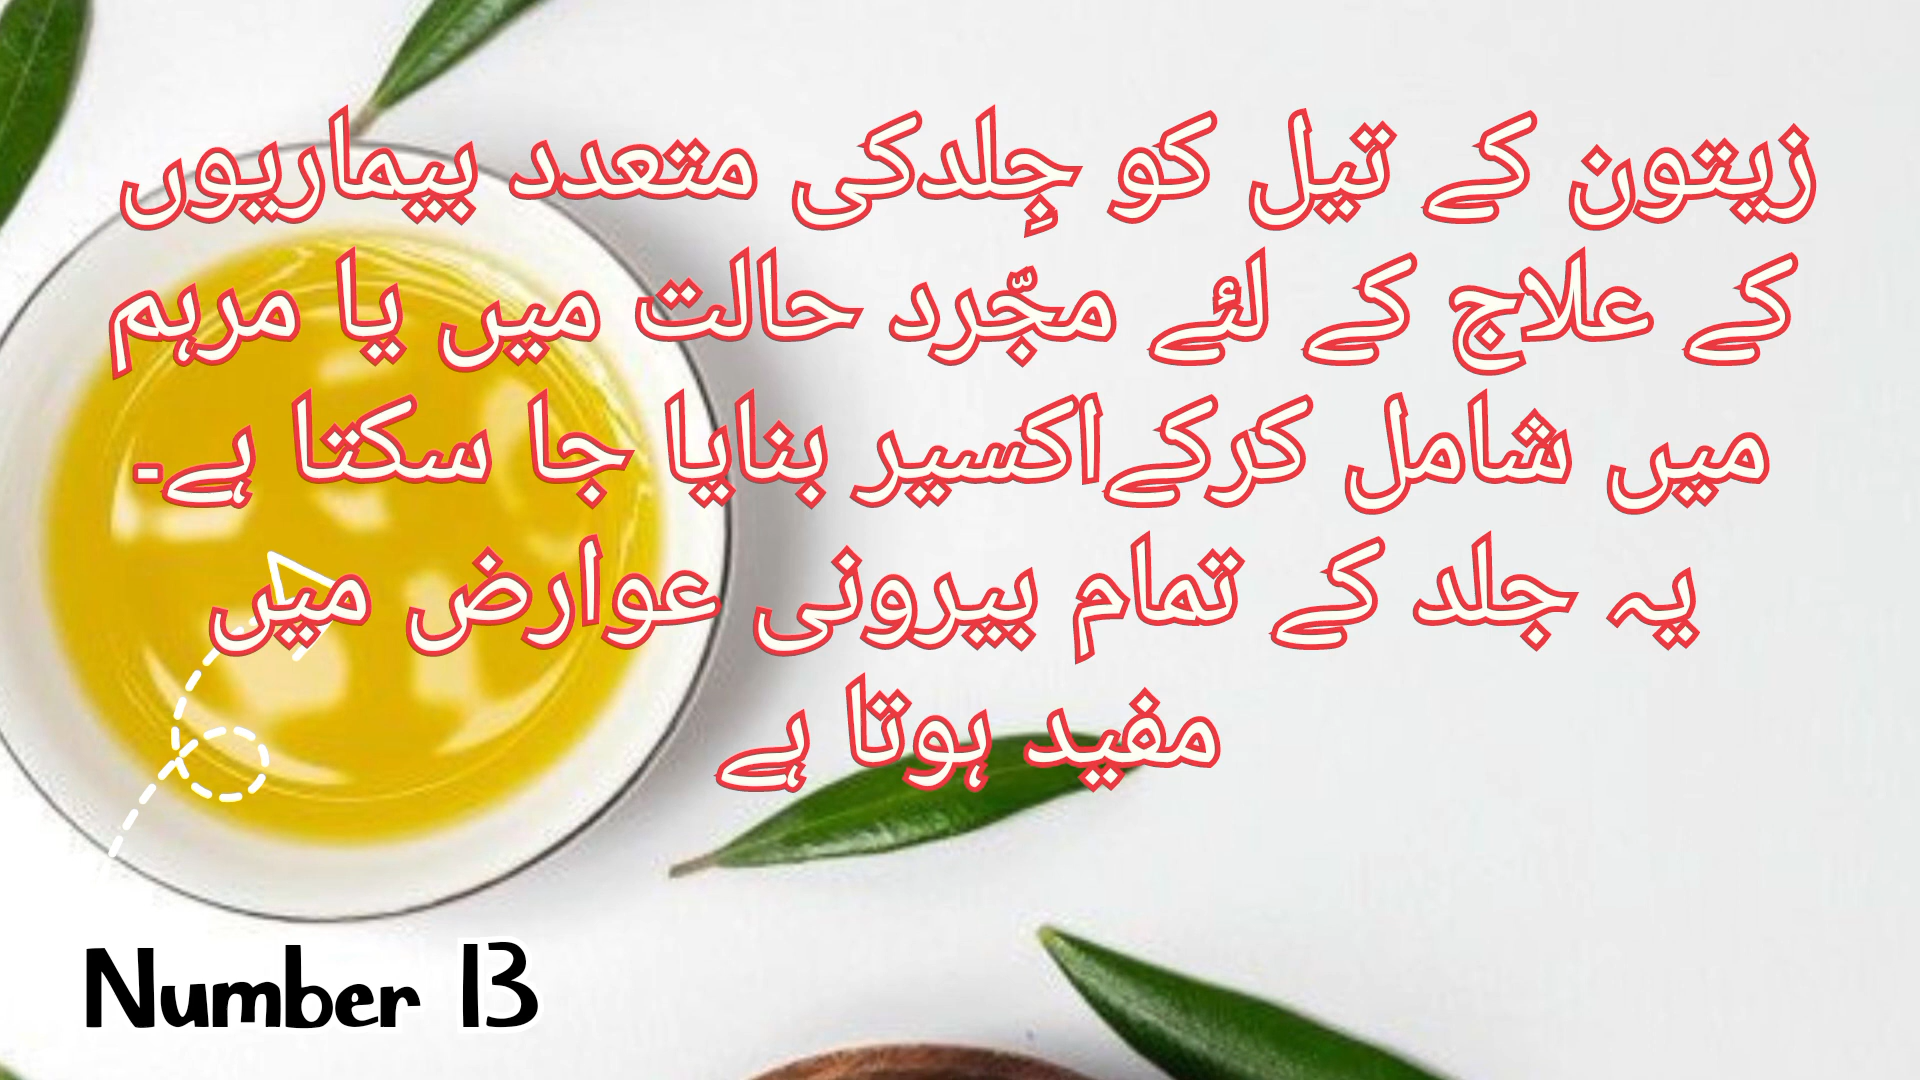 زیتون کے تیل کو جِلدکی متعدد بیماریوں
کے علاج کے لئے مجّرد حالت میں یا مرہم
میں شامل کرکےاکسیر بنایا جا سکتا ہے۔
یہ جلد کے تمام بیرونی عوارض میں
مفید ہوتا ہے
Number 13